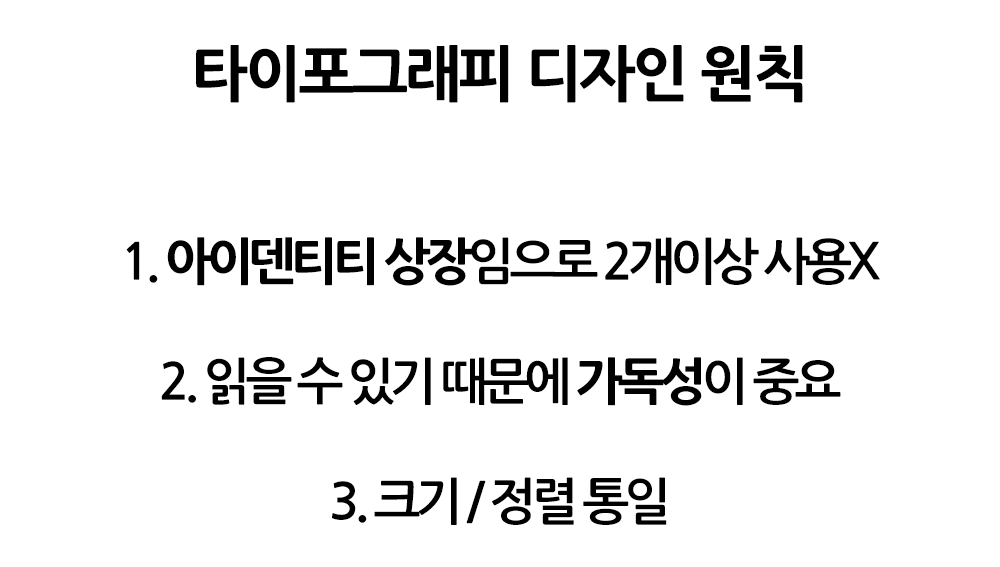 타이포그래피 디자인 원칙
1. 아이덴티티 상장임으로 2개이상 사용X
2. 읽을 수 있기 때문에 가독성이 중요
3. 크기 / 정렬 통일